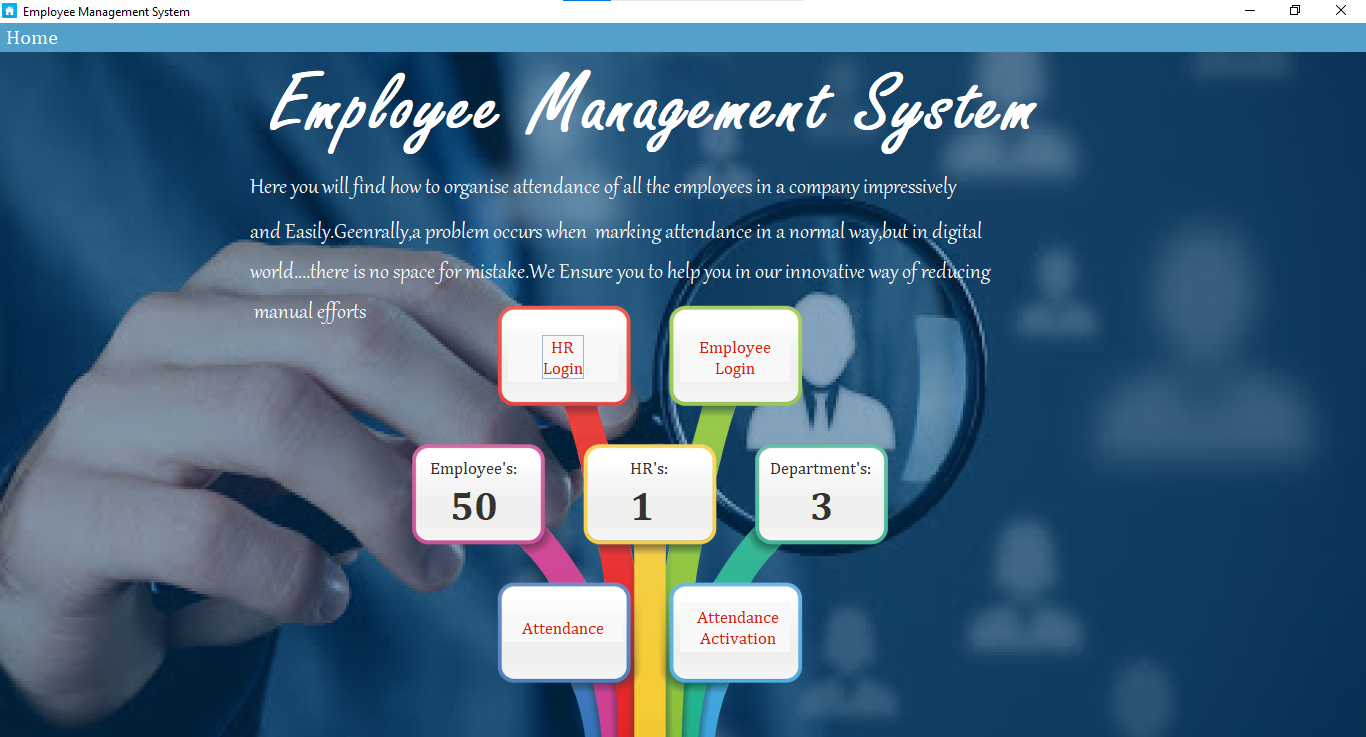 Employee Management System
Home
Employee Management System
Here you will find how to organise attendance of all the employees in a company impressively
and Easily.Geenrally,a problem occurs when  marking attendance in a normal way,but in digital
world....there is no space for mistake.We Ensure you to help you in our innovative way of reducing
manual efforts
HR
Login
Employee
Login
Employee's:
50
HR's:
1
Department's:
3
Attendance
Attendance
Activation